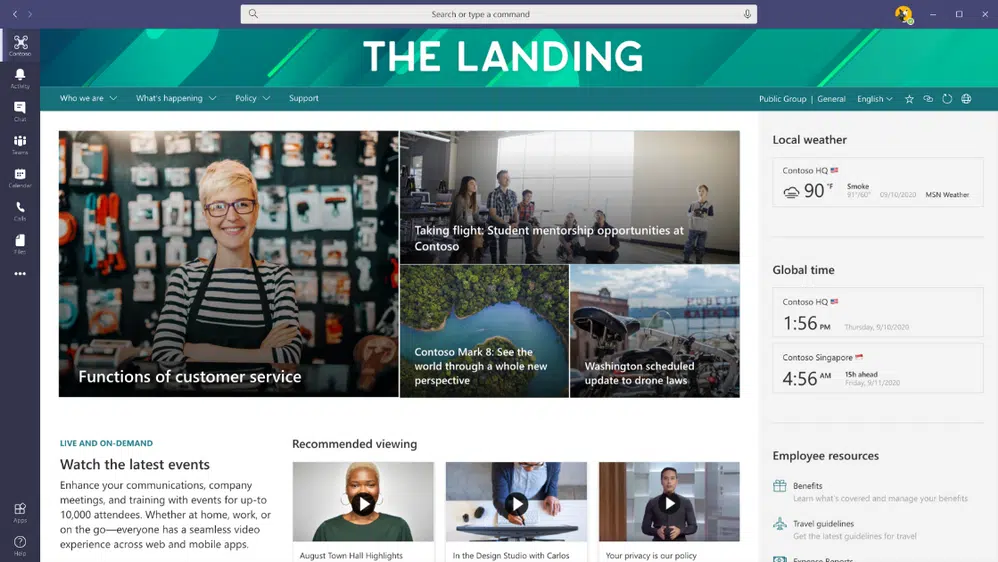 Search or type a command
Contoso
Activity
Chat
Teams
Calendar
Calls
Files
Apps
Help
THE LANDING
Who we are
What's happening
Policy
Support
Public Group | General
English
Functions of customer service
Taking flight: Student mentorship opportunities at
Contoso
Contoso Mark 8: See the
world through a whole new
perspective
Washington scheduled
update to drone laws
LIVE AND ON-DEMAND
Watch the latest events
Enhance your communications, company
meetings, and training with events for up-to
10,000 attendees. Whether at home, work, or
on the go—everyone has a seamless video
experience across web and mobile apps.
Recommended viewing
August Town Hall Highlights
In the Design Studio with Carlos
Your privacy is our policy
Local weather
Contoso HQ
90 °F
Smoke
91°/60°
09/10/2020
MSN Weather
Global time
Contoso HQ
1:56 PM
Thursday, 9/10/2020
Contoso Singapore
4:56 AM
15h ahead
Friday, 9/11/2020
Employee resources
Benefits
Learn what's covered and manage your benefits
Travel guidelines
Get the latest guidelines for travel
Expense Reports